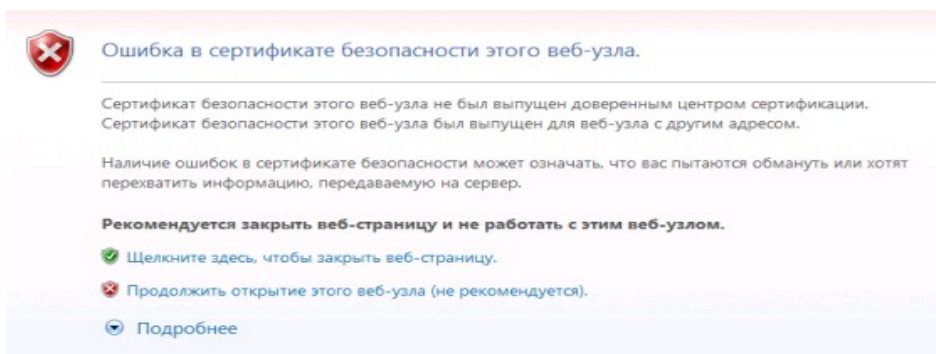 Ошибка в сертификате безопасности этого веб-узла.
Сертификат безопасности этого веб-узла не был выпущен доверенным центром сертификации.
Сертификат безопасности этого веб-узла был выпущен для веб-узла с другим адресом.
Наличие ошибок в сертификате безопасности может означать, что вас пытаются обмануть или хотят
перехватить информацию, передаваемую на сервер.
Рекомендуется закрыть веб-страницу и не работать с этим веб-узлом.
Щелкните здесь, чтобы закрыть веб-страницу.
Продолжить открытие этого веб-узла (не рекомендуется).
Подробнее